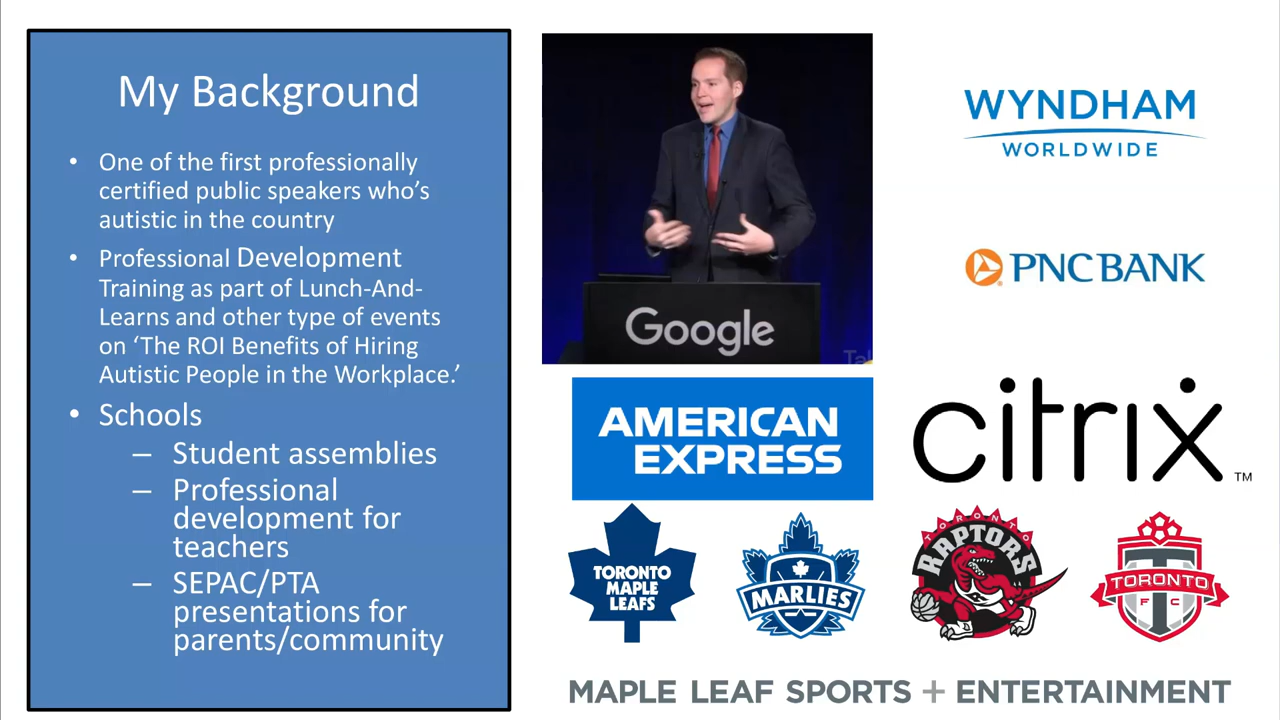 My Background
• One of the first professionally
certified public speakers who's
autistic in the country
• Professional Development
Training as part of Lunch-And-
Learns and other type of events
on ‘The ROI Benefits of Hiring
Autistic People in the Workplace.’
• Schools
– Student assemblies
– Professional
development for
teachers
– SEPAC/PTA
presentations for
parents/community
Google
WYNDHAM
WORLDWIDE
PNCBANK
AMERICAN
EXPRESS
citrix™
TORONTO
MAPLE
LEAFS
MARLIES
TORONTO
RAPTORS
TORONTO
FC
MAPLE LEAF SPORTS + ENTERTAINMENT